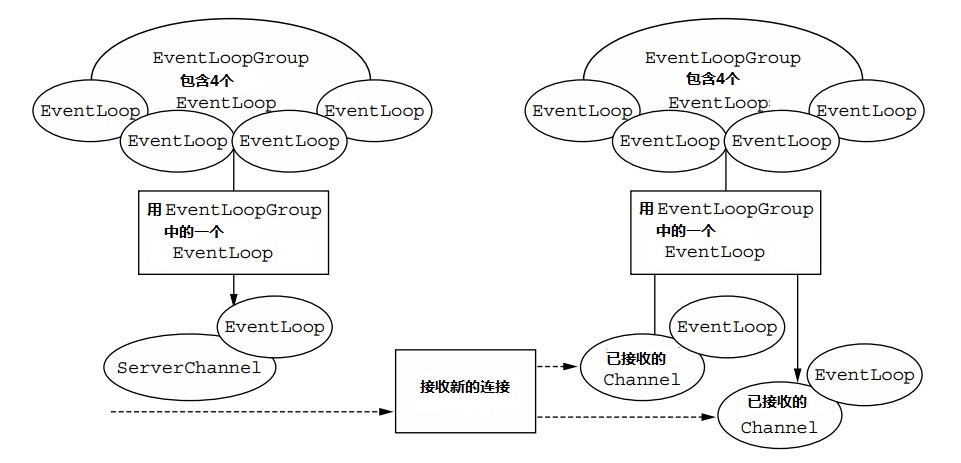 EventLoopGroup
包含4个
EventLoop
EventLoop
EventLoop
EventLoop
EventLoop
用EventLoopGroup
中的一个
EventLoop
EventLoop
ServerChannel
接收新的连接
EventLoopGroup
包含4个
EventLoop
EventLoop
EventLoop
EventLoop
EventLoop
用EventLoopGroup
中的一个
EventLoop
EventLoop
已接收的
Channel
EventLoop
已接收的
Channel